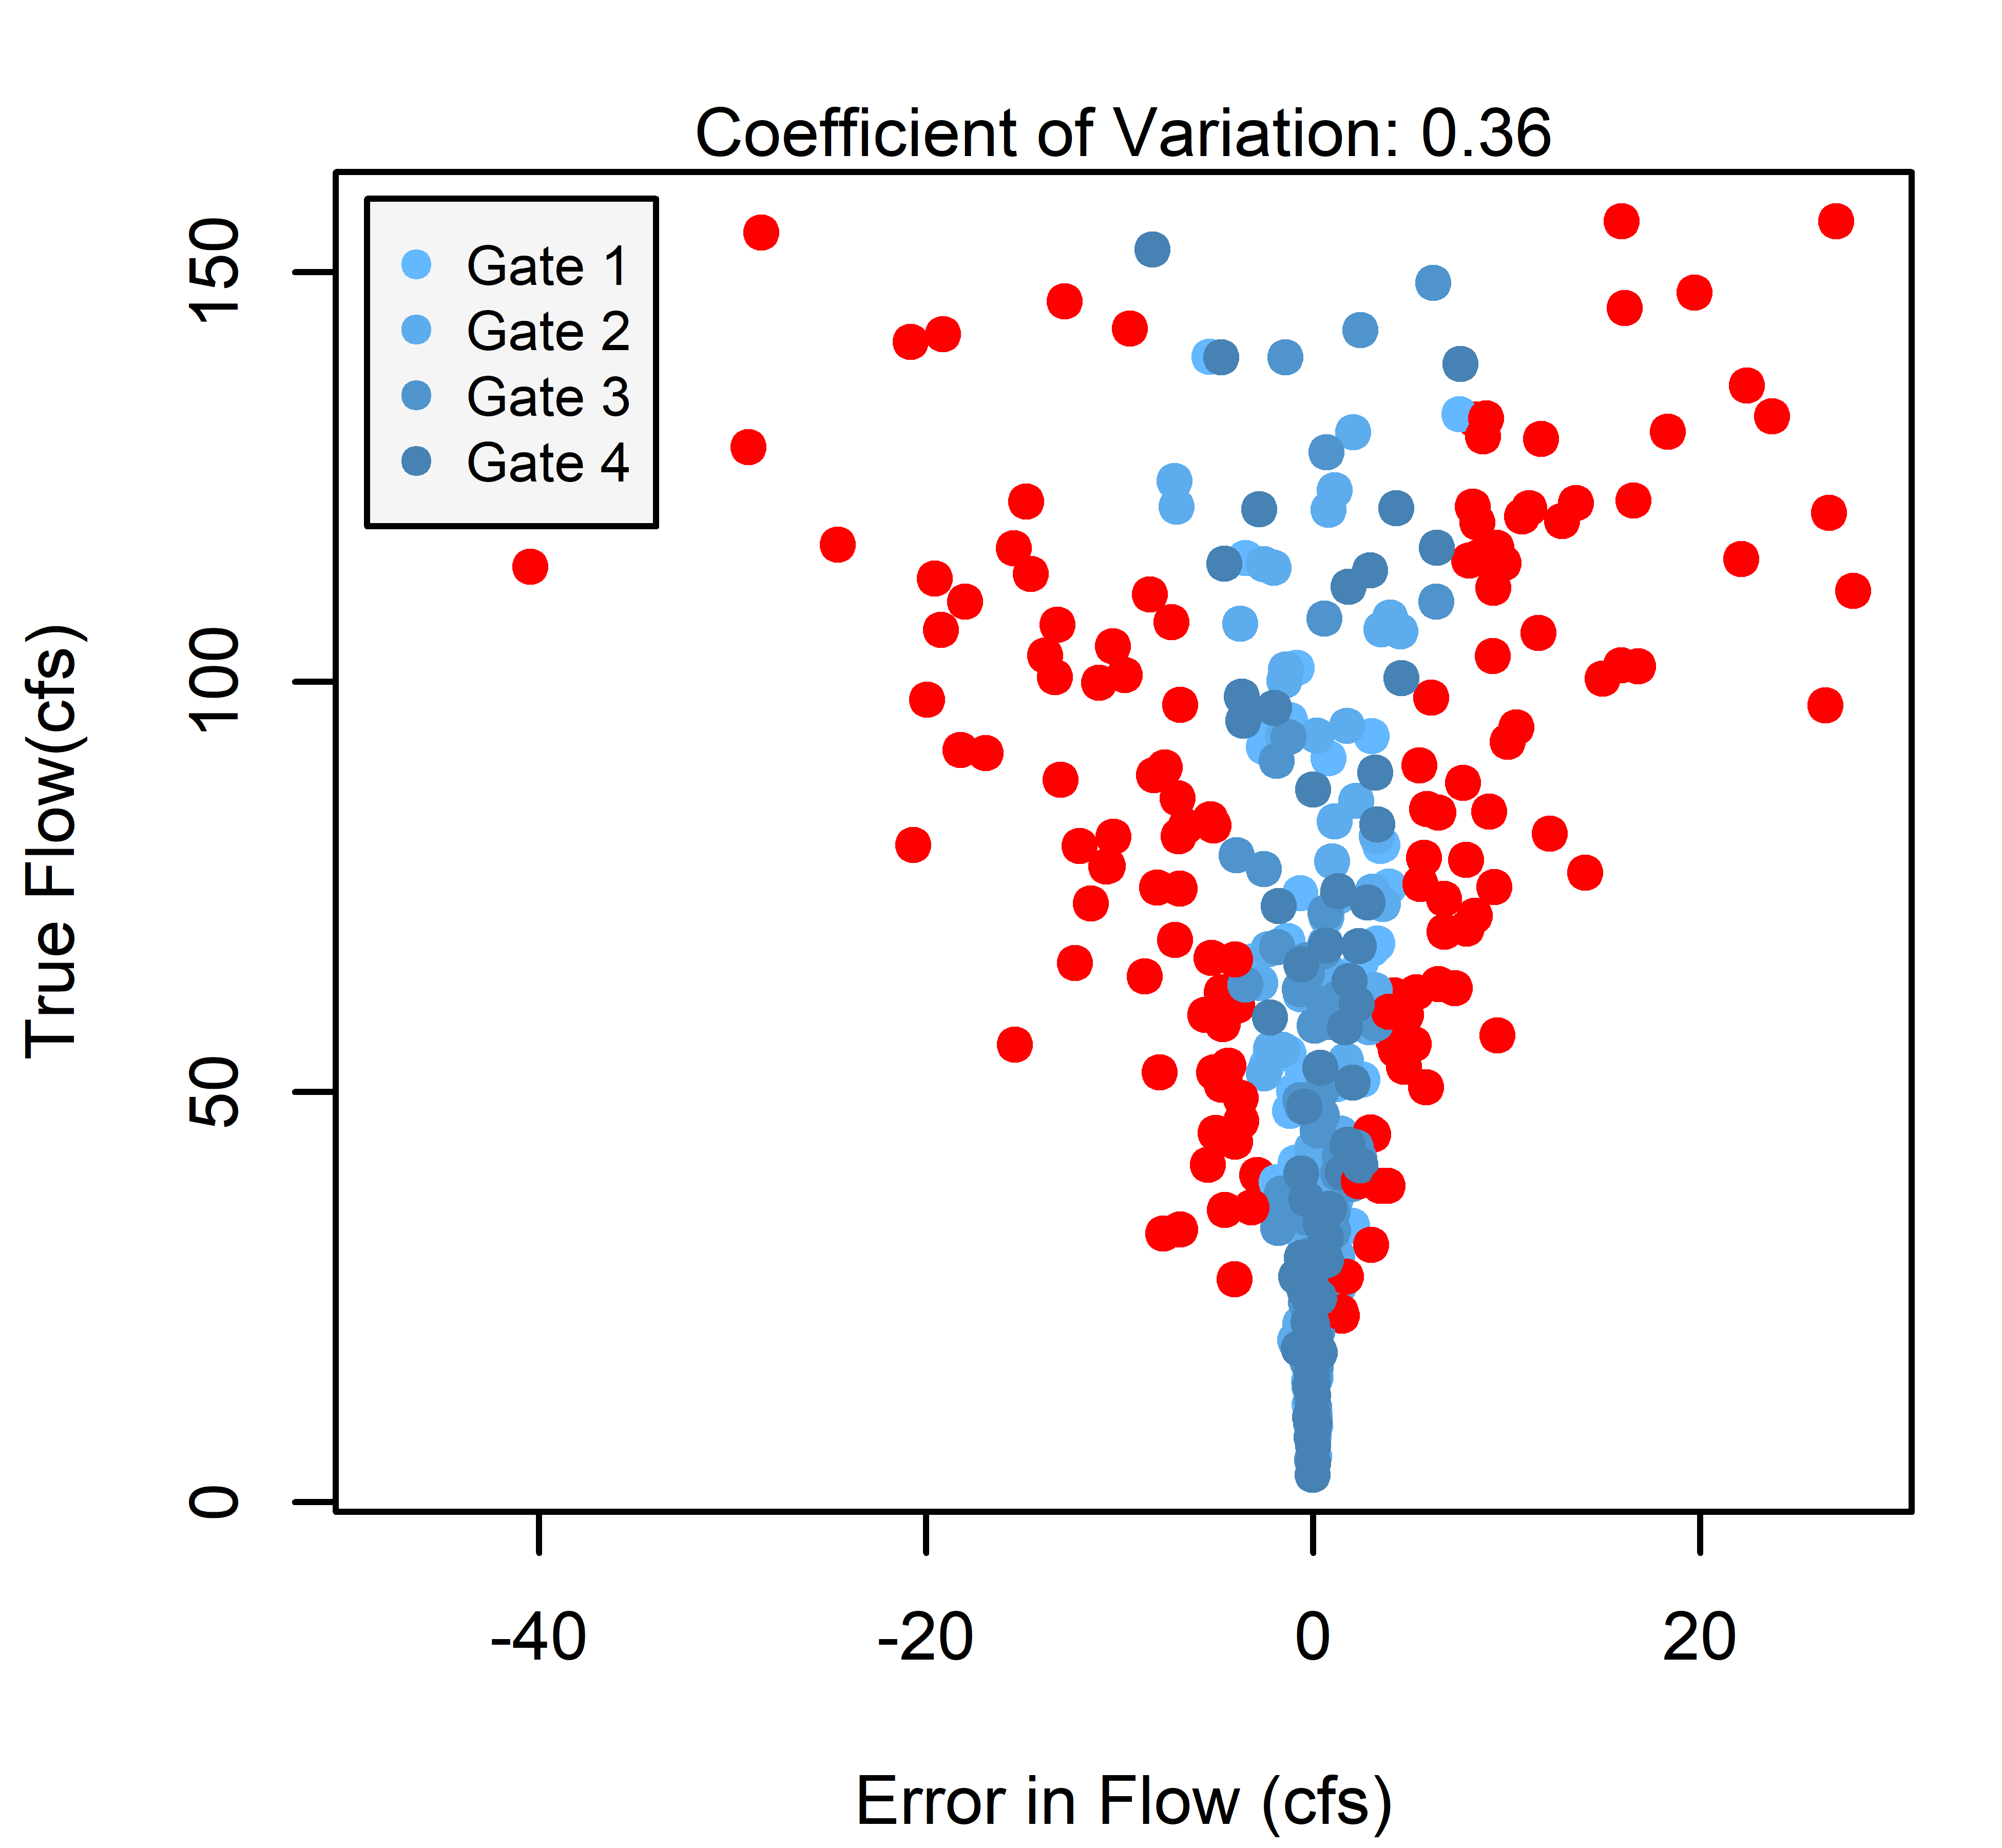 Coefficient of Variation: 0.36
Gate 1
Gate 2
Gate 3
Gate 4
True Flow(cfs)
150
100
50
0
-40 -20 0 20
Error in Flow (cfs)